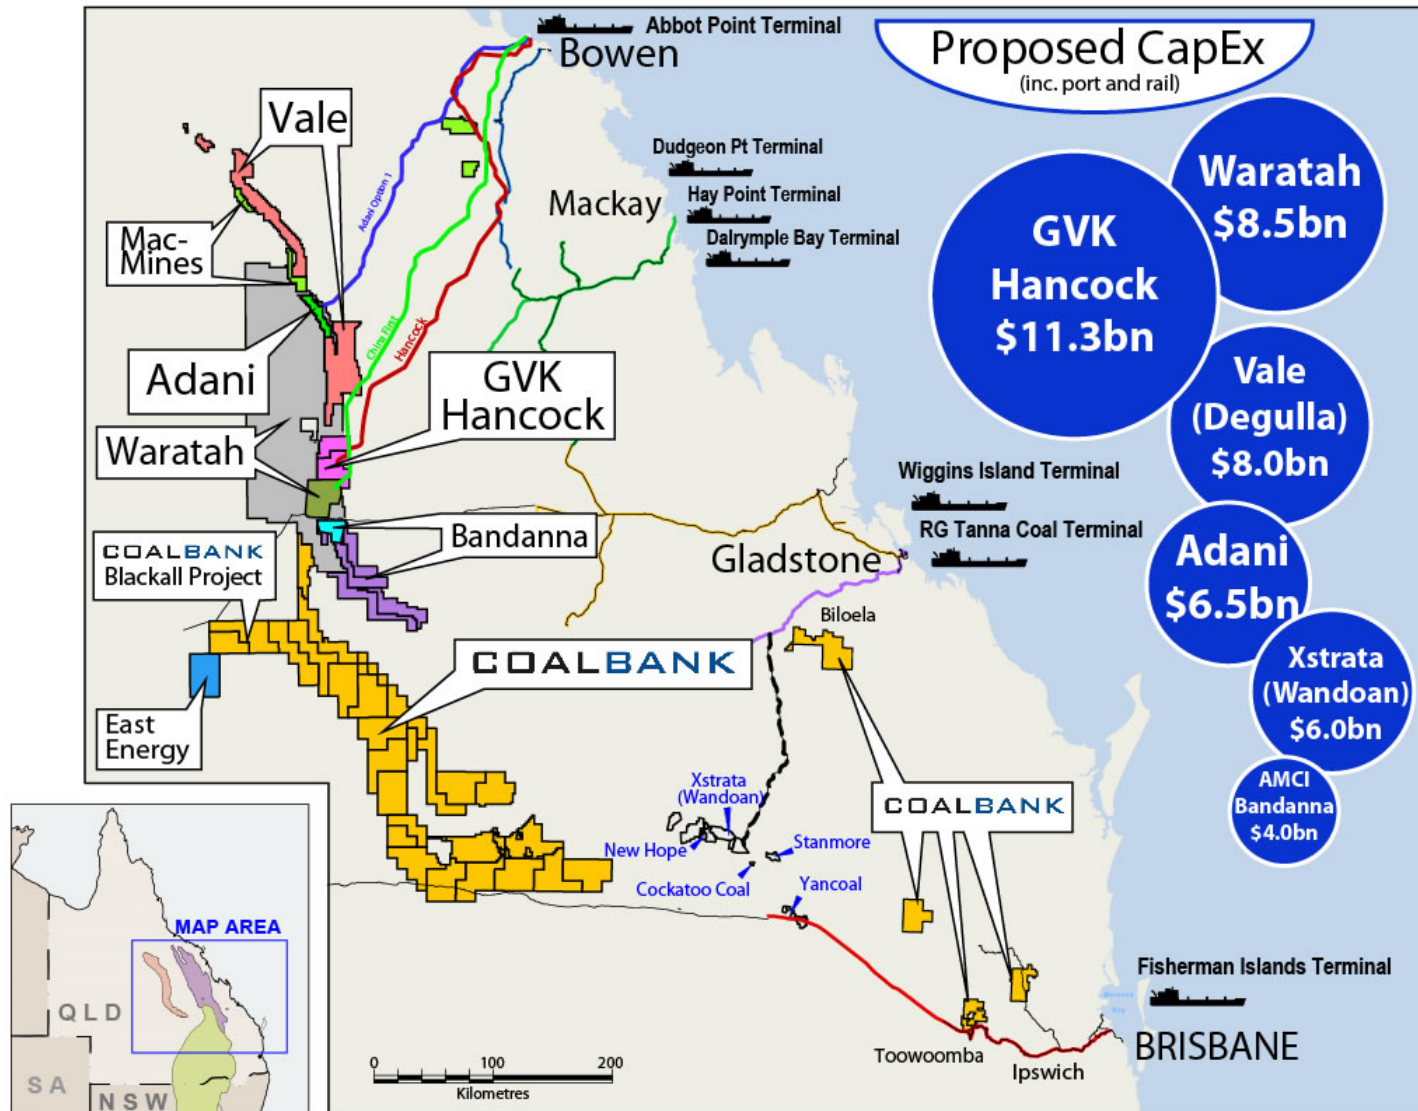 Abbot Point Terminal
Bowen
Proposed CapEx
(inc. port and rail)
Vale
Dudgeon Pt Terminal
Hay Point Terminal
Mackay
Dalrymple Bay Terminal
Waratah
$8.5bn
GVK
Hancock
$11.3bn
Adani Option 1
Mac-
Mines
China First
Hancock
Adani
GVK
Hancock
Vale
(Degulla)
$8.0bn
Waratah
Wiggins Island Terminal
RG Tanna Coal Terminal
Bandanna
Gladstone
COALBANK
Blackall Project
Adani
$6.5bn
Biloela
COALBANK
Xstrata
(Wandoan)
$6.0bn
East
Energy
AMCI
Bandanna
$4.0bn
Xstrata
(Wandoan)
COALBANK
New Hope
Stanmore
Cockatoo Coal
Yancoal
MAP AREA
Fisherman Islands Terminal
QLD
BRISBANE
Toowoomba
Ipswich
0 100 200
Kilometres
SA
NSW